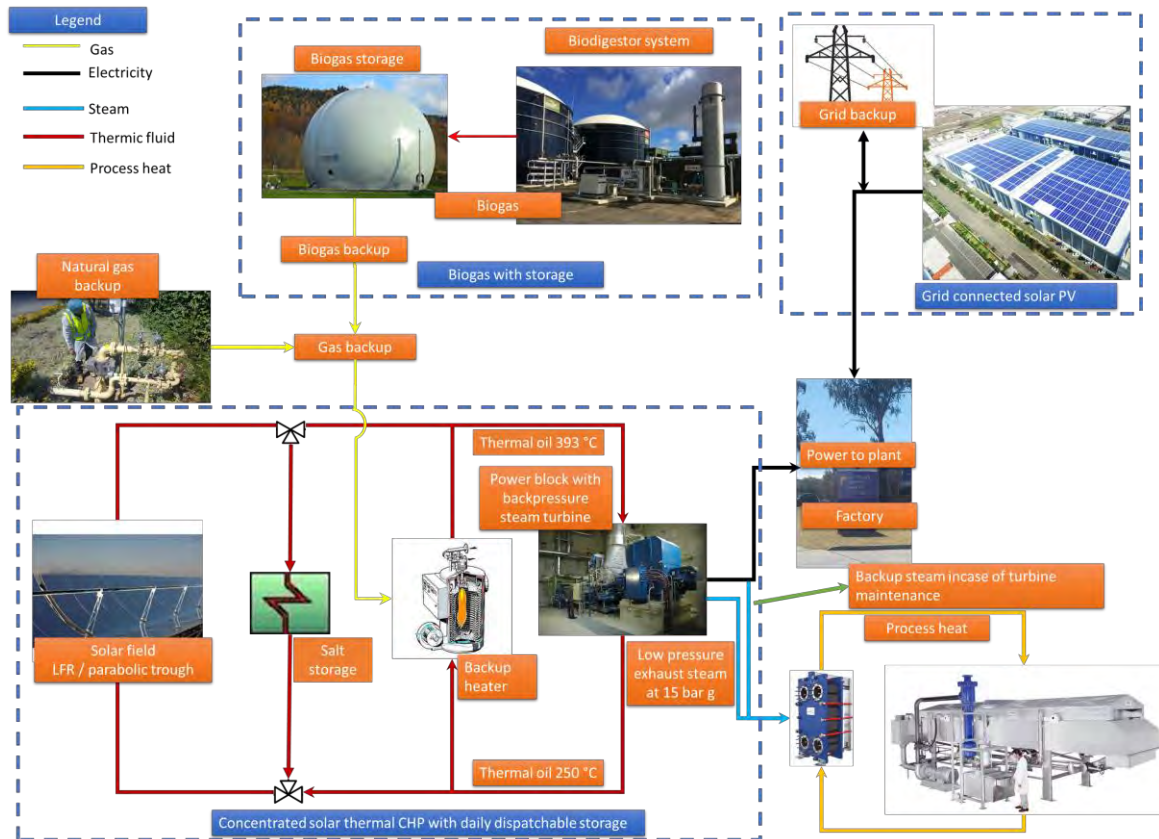 Legend
Gas
Electricity
Steam
Thermic fluid
Process heat
Biogas storage
Biodigestor system
Biogas
Biogas backup
Biogas with storage
Grid backup
Grid connected solar PV
Natural gas
backup
Gas backup
Thermal oil 393 °C
Power block with
backpressure
steam turbine
Power to plant
Factory
Backup steam incase of turbine
maintenance
Process heat
Solar field
LFR / parabolic trough
Salt
storage
Backup
heater
Low pressure
exhaust steam
at 15 bar g
Thermal oil 250 °C
Concentrated solar thermal CHP with daily dispatchable storage